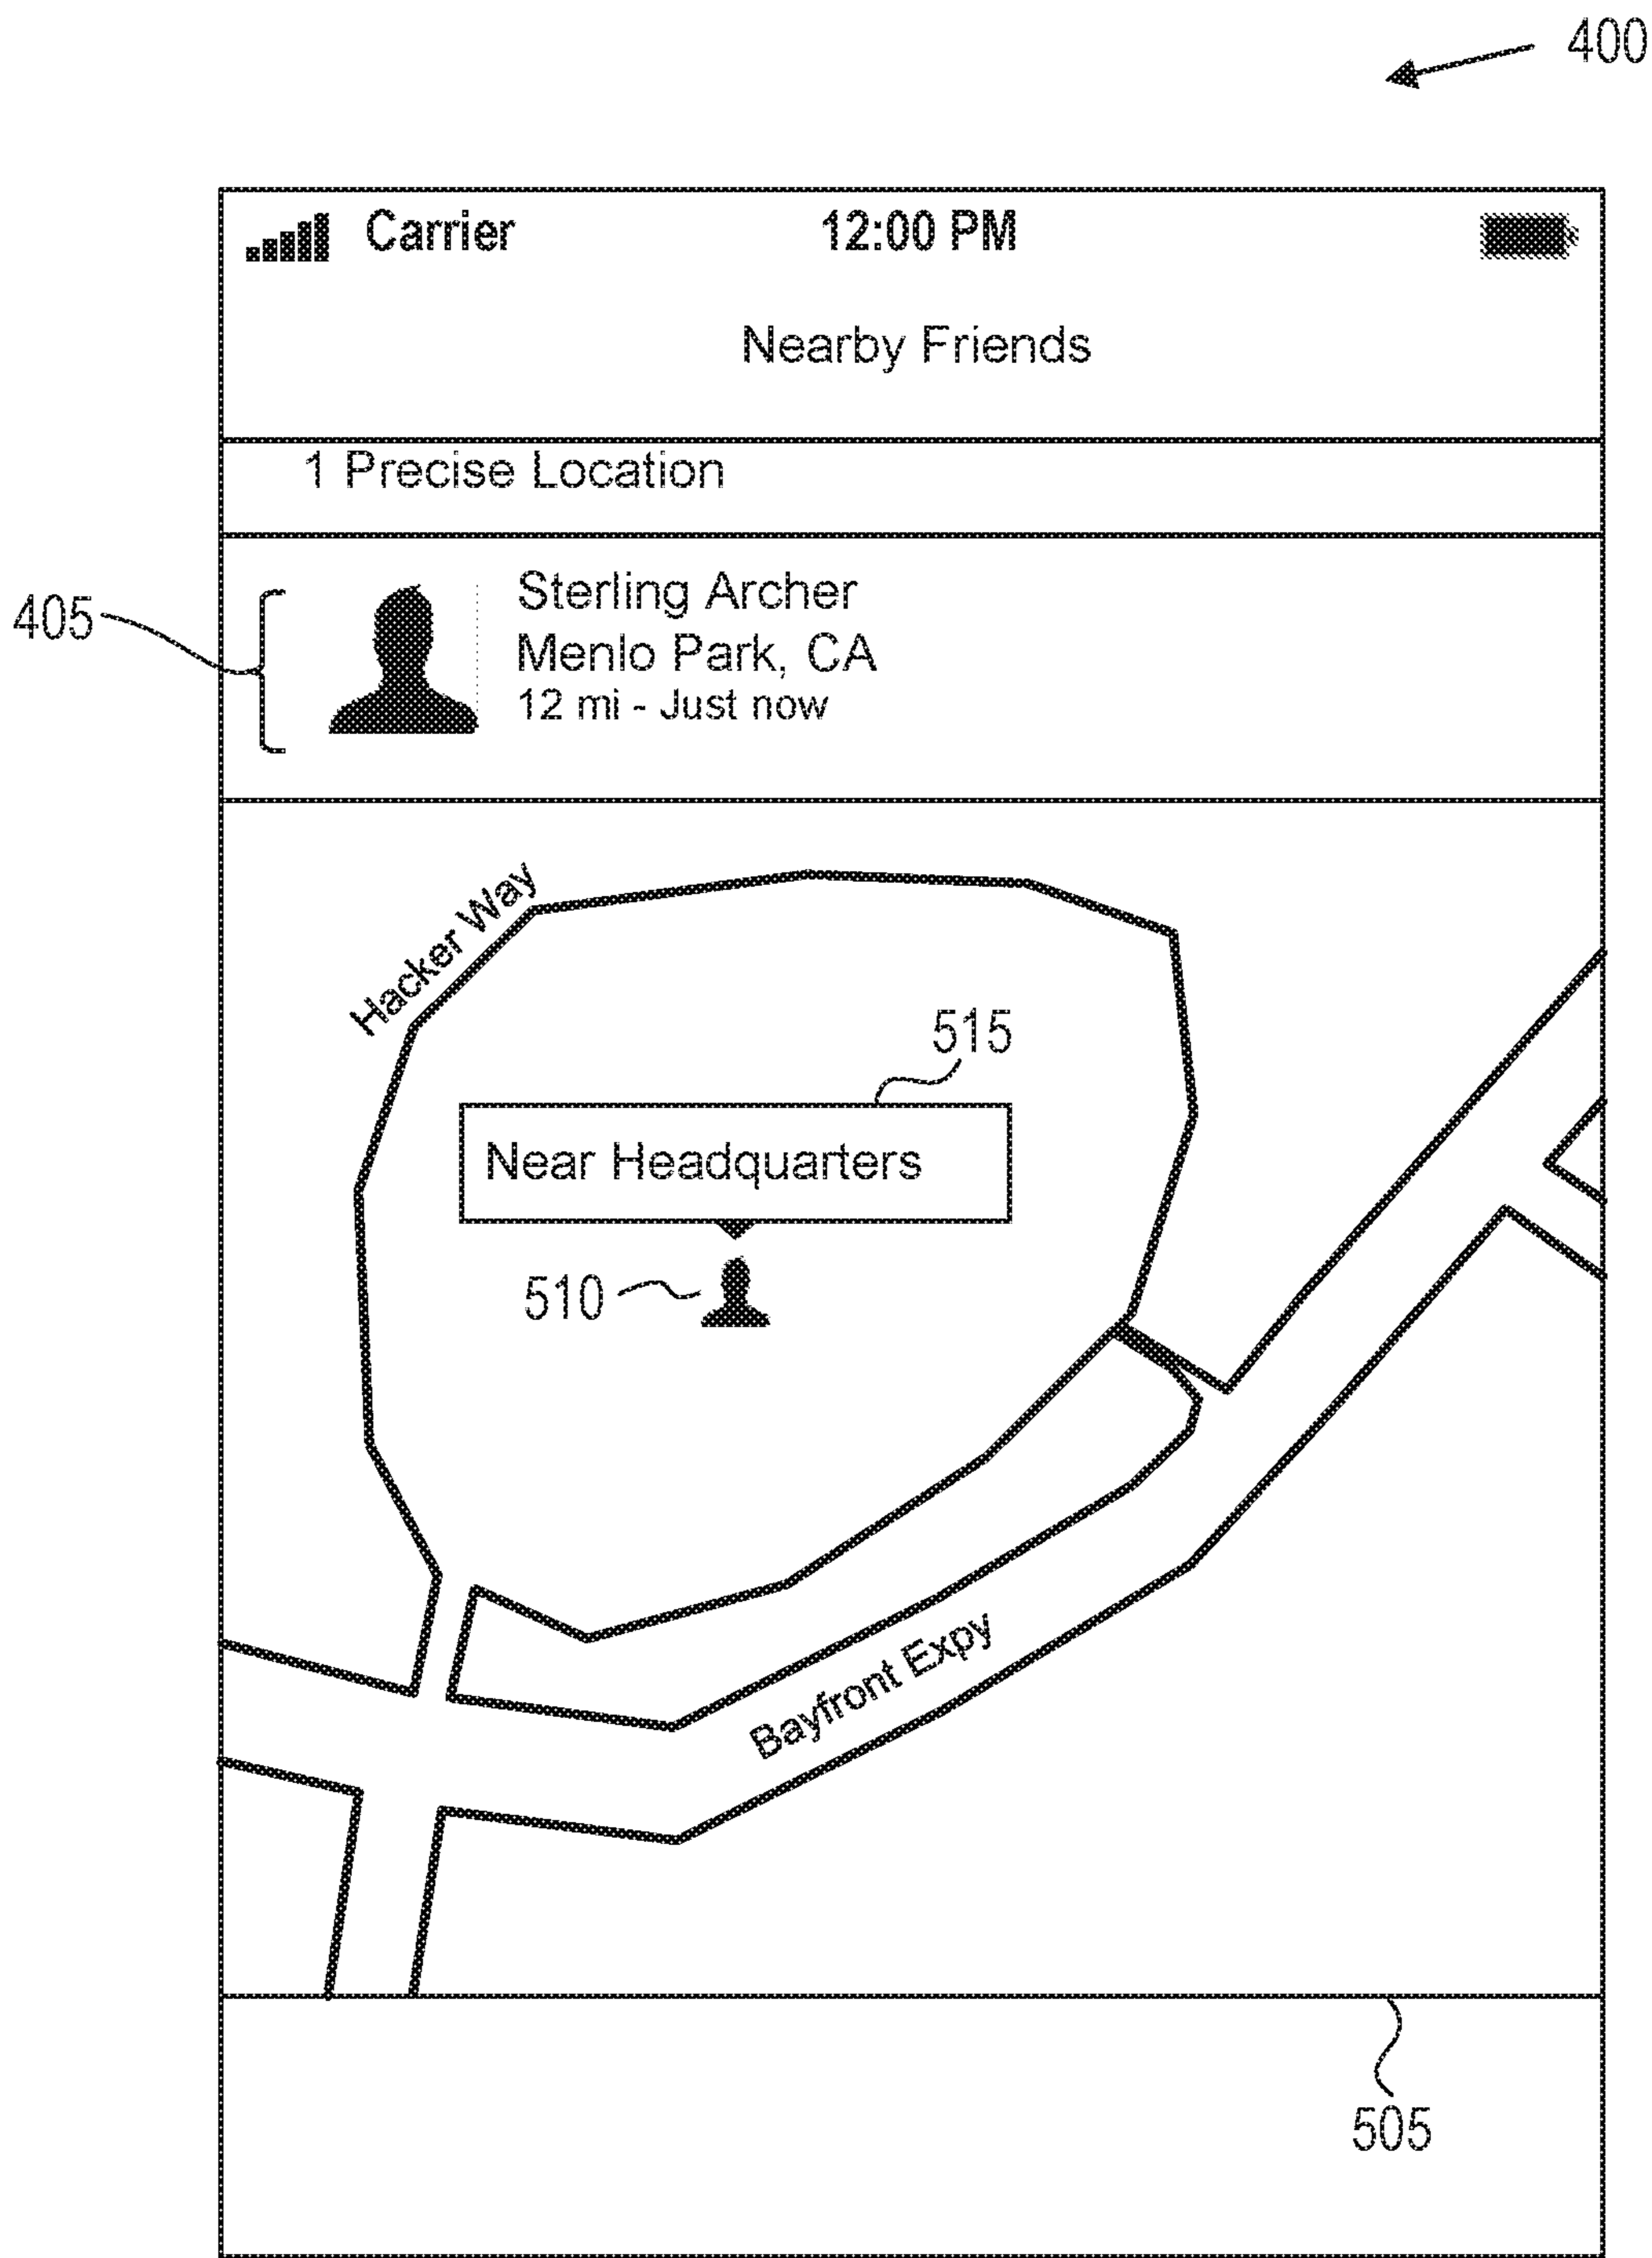 400
Carrier 12:00 PM
Nearby Friends
1 Precise Location
405
Sterling Archer
Menlo Park, CA
12 mi - Just now
Hacker Way
515
Near Headquarters
510
Bayfront Expy
505